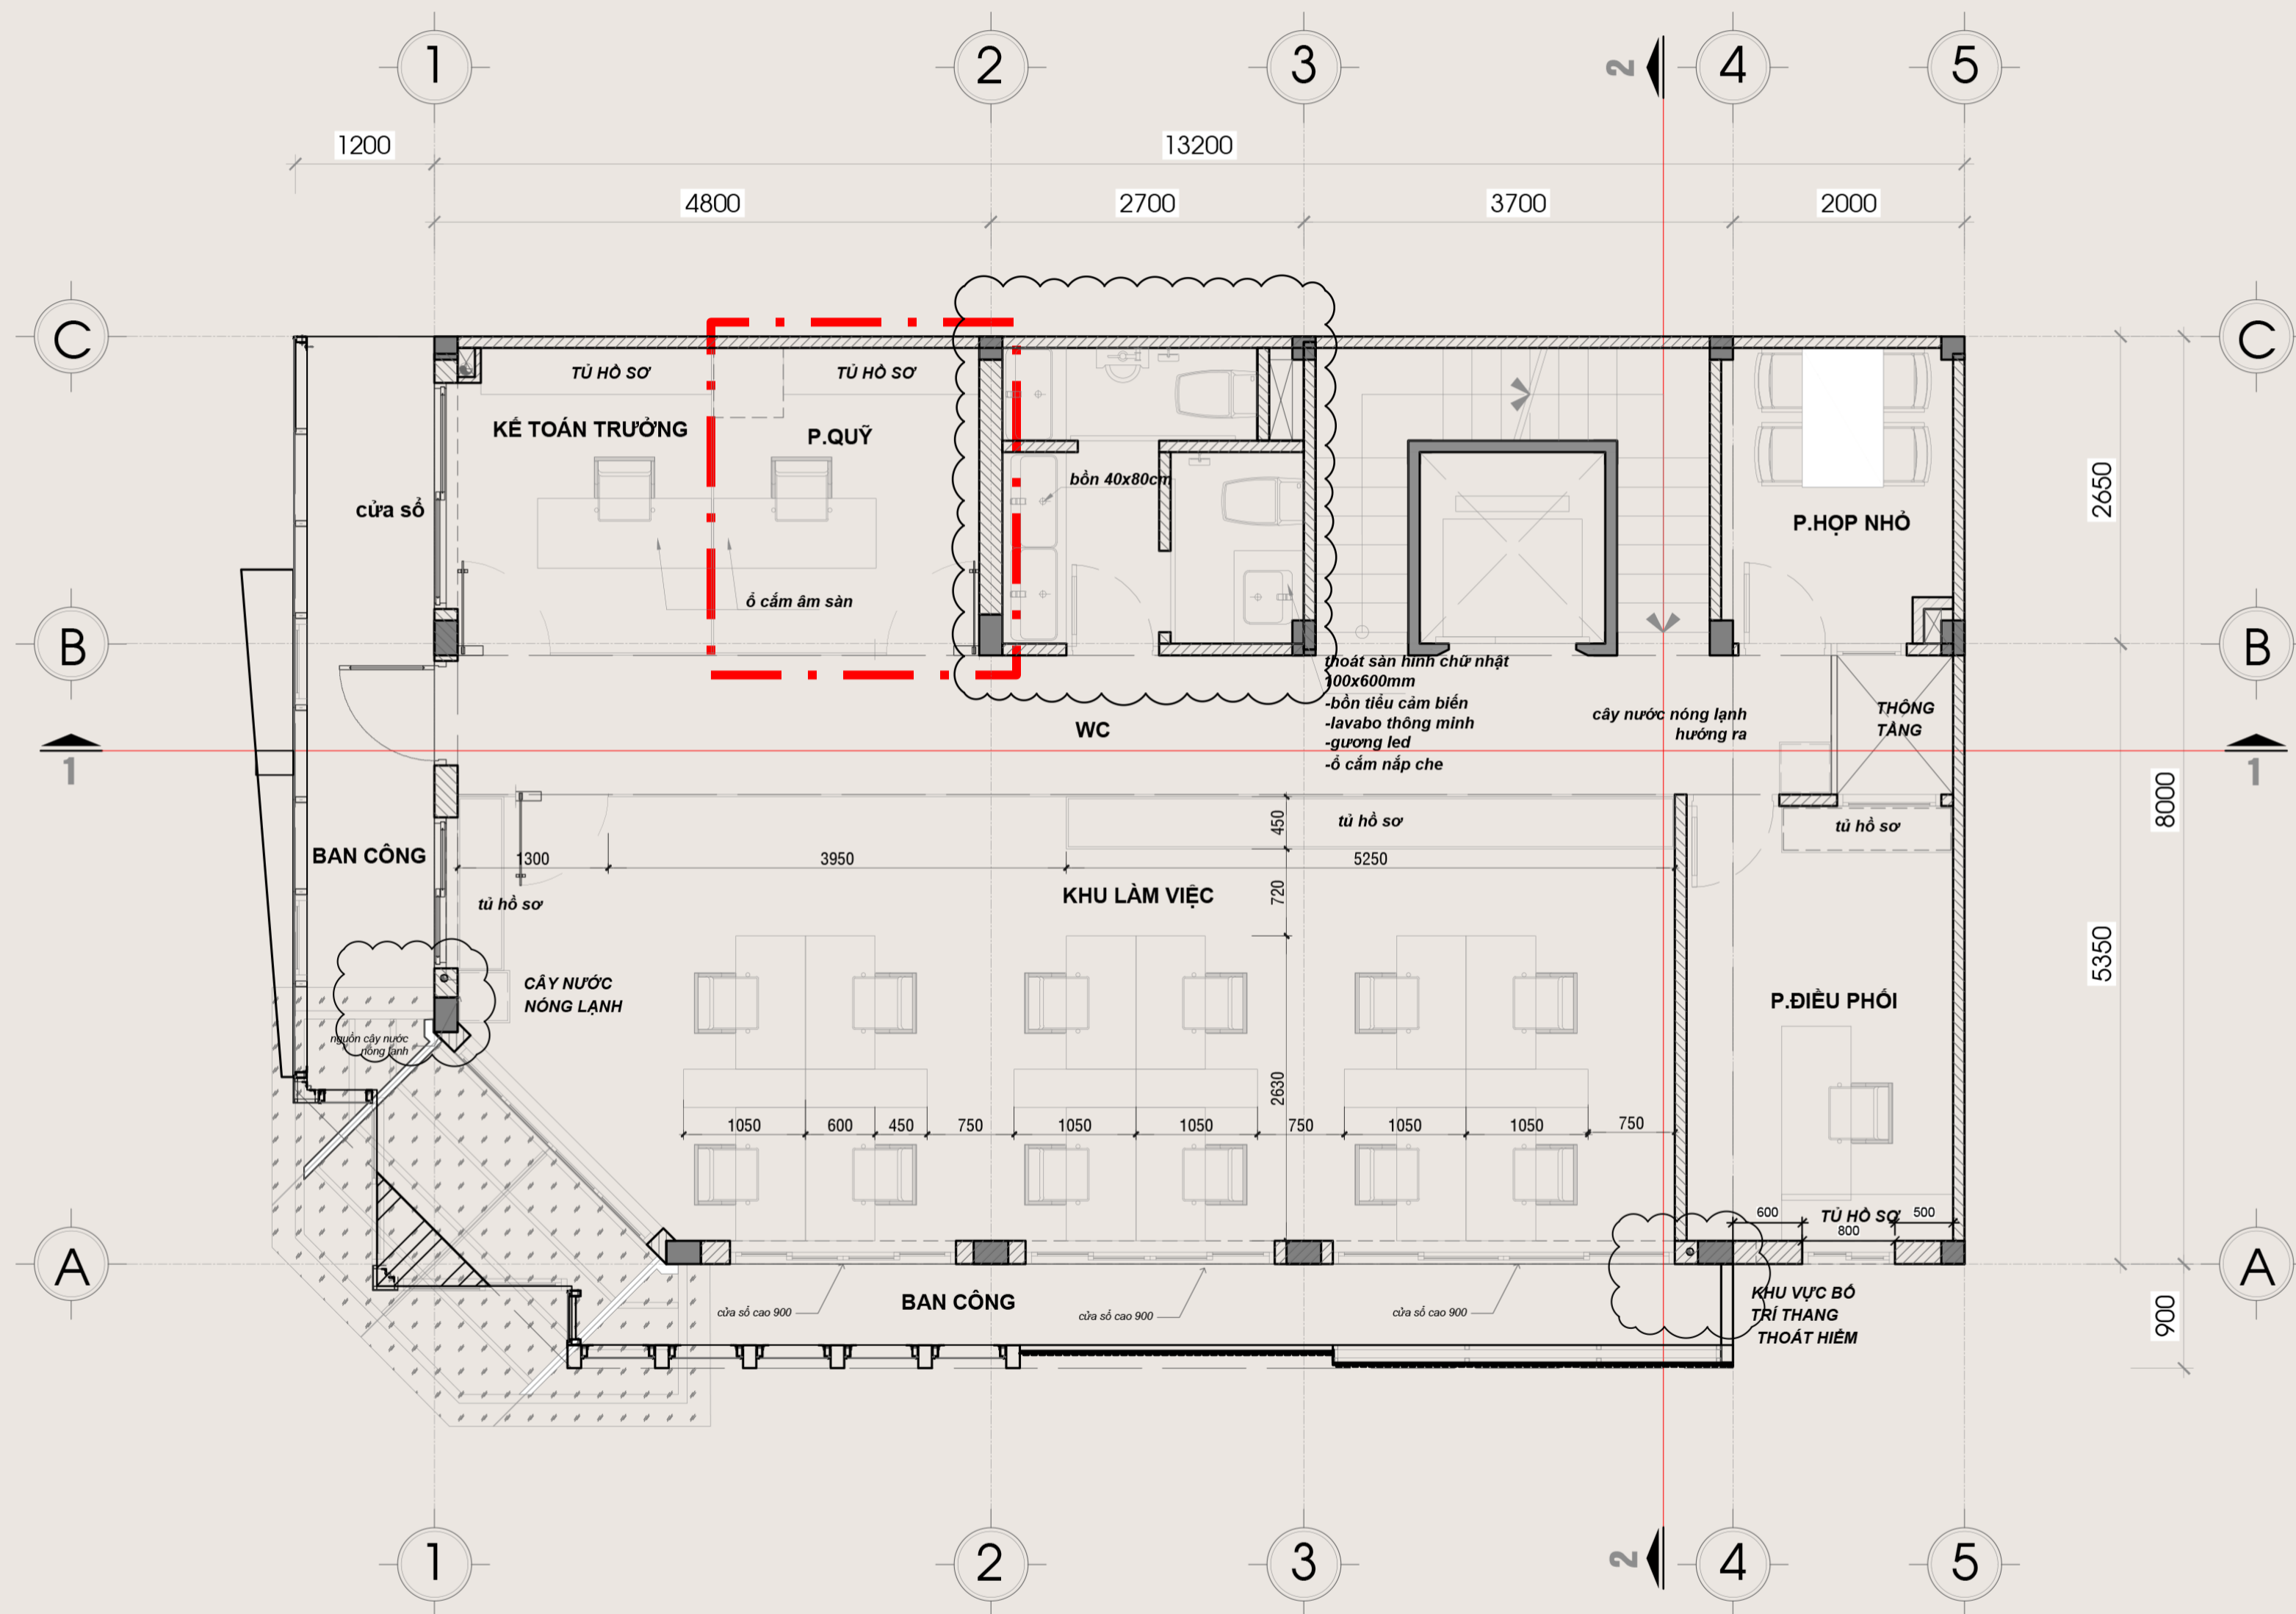 1
2
3
2
4
5
1200
13200
4800
2700
3700
2000
C
C
TỦ HỒ SƠ
TỦ HỒ SƠ
KẾ TOÁN TRƯỞNG
P.QUỸ
bồn 40x80cm
cửa sổ
P.HỌP NHỎ
2650
ổ cắm âm sàn
B
B
thoát sàn hình chữ nhật
100x600mm
-bồn tiểu cảm biến
-lavabo thông minh
-gương led
-ổ cắm nắp che
WC
cây nước nóng lạnh
hướng ra
THÔNG
TẦNG
1
1
8000
450
tủ hồ sơ
tủ hồ sơ
BAN CÔNG
1300
3950
5250
tủ hồ sơ
KHU LÀM VIỆC
720
5350
CÂY NƯỚC
NÓNG LẠNH
P.ĐIỀU PHỐI
nguồn cây nước
nóng lạnh
2630
1050
600
450
750
1050
1050
750
1050
1050
750
600
TỦ HỒ SƠ
500
800
A
A
BAN CÔNG
cửa sổ cao 900
cửa sổ cao 900
cửa sổ cao 900
KHU VỰC BỐ
TRÍ THANG
THOÁT HIỂM
900
1
2
3
2
4
5